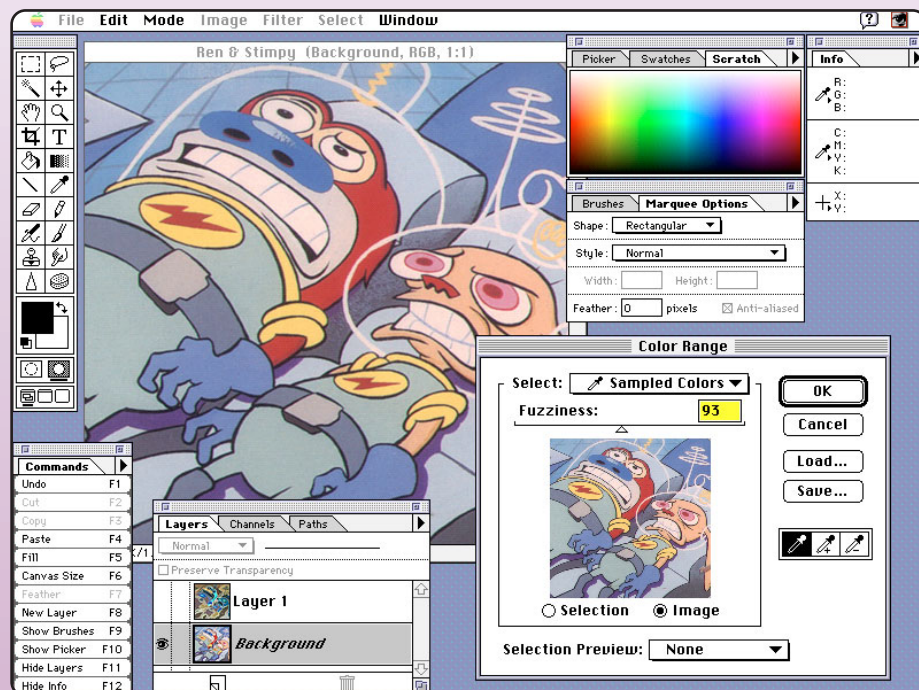 File Edit Mode Image Filter Select Window
Ren & Stimpy (Background, RGB, 1:1)
Picker Swatches Scratch
Info
R:
G:
B:
C:
M:
Y:
K:
X:
Y:
Brushes Marquee Options
Shape: Rectangular
Style: Normal
Width: Height:
Feather: 0 pixels Anti-aliased
T
Color Range
Select: Sampled Colors
Fuzziness: 93
OK
Cancel
Load...
Save...
Selection Image
Selection Preview: None
Commands
Undo F1
Cut F2
Copy F3
Paste F4
Fill F5
Canvas Size F6
Feather F7
New Layer F8
Show Brushes F9
Show Picker F10
Hide Layers F11
Hide Info F12
Layers Channels Paths
Normal
Preserve Transparency
Layer 1
Background